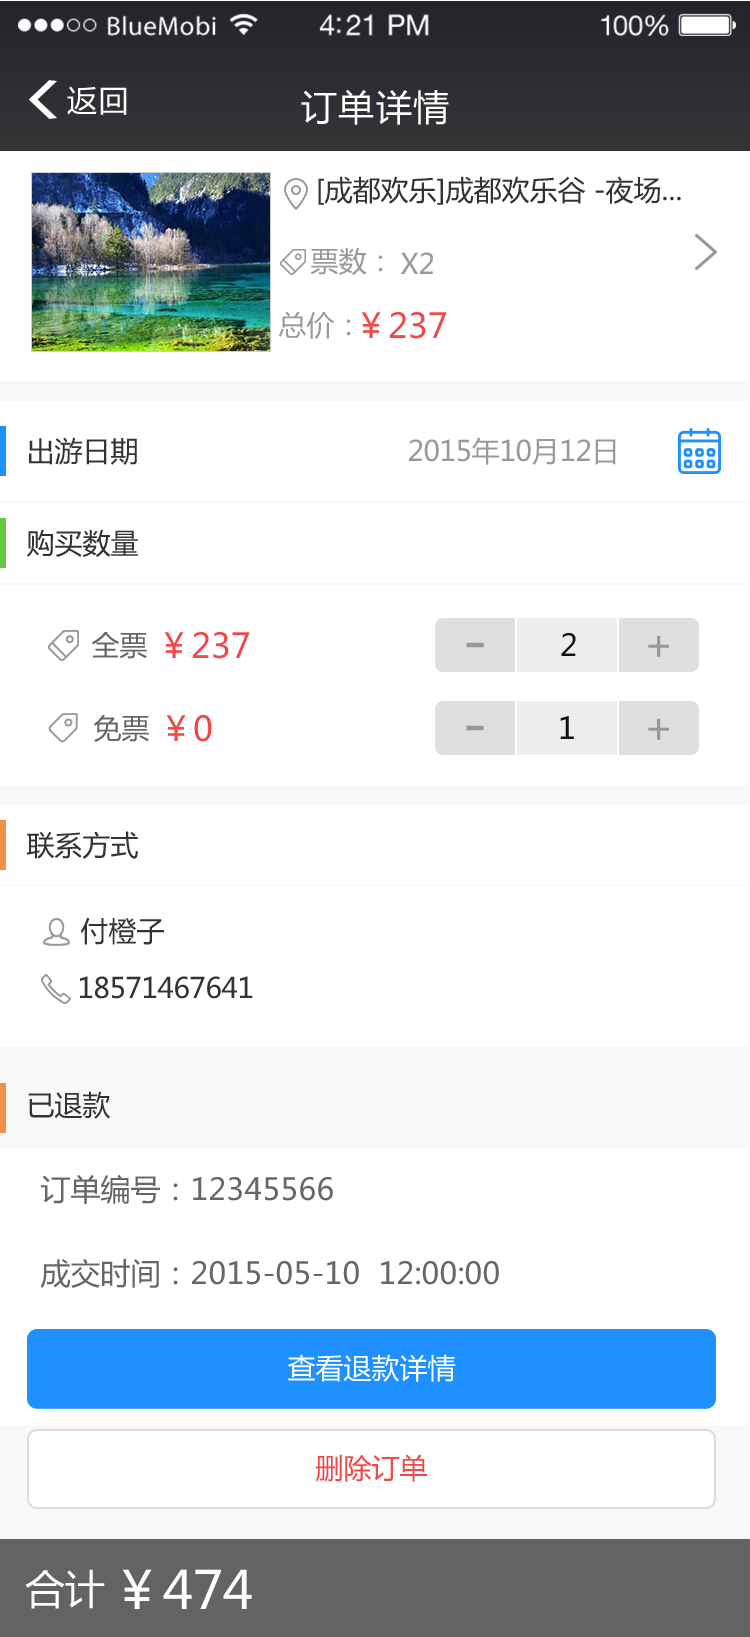 BlueMobi 4:21 PM 100%
返回 订单详情
[成都欢乐]成都欢乐谷 -夜场...
票数： X2
总价：¥ 237
出游日期 2015年10月12日
购买数量
全票 ¥ 237 − 2 +
免票 ¥ 0 − 1 +
联系方式
付橙子
18571467641
已退款
订单编号：12345566
成交时间：2015-05-10 12:00:00
查看退款详情
删除订单
合计 ¥ 474